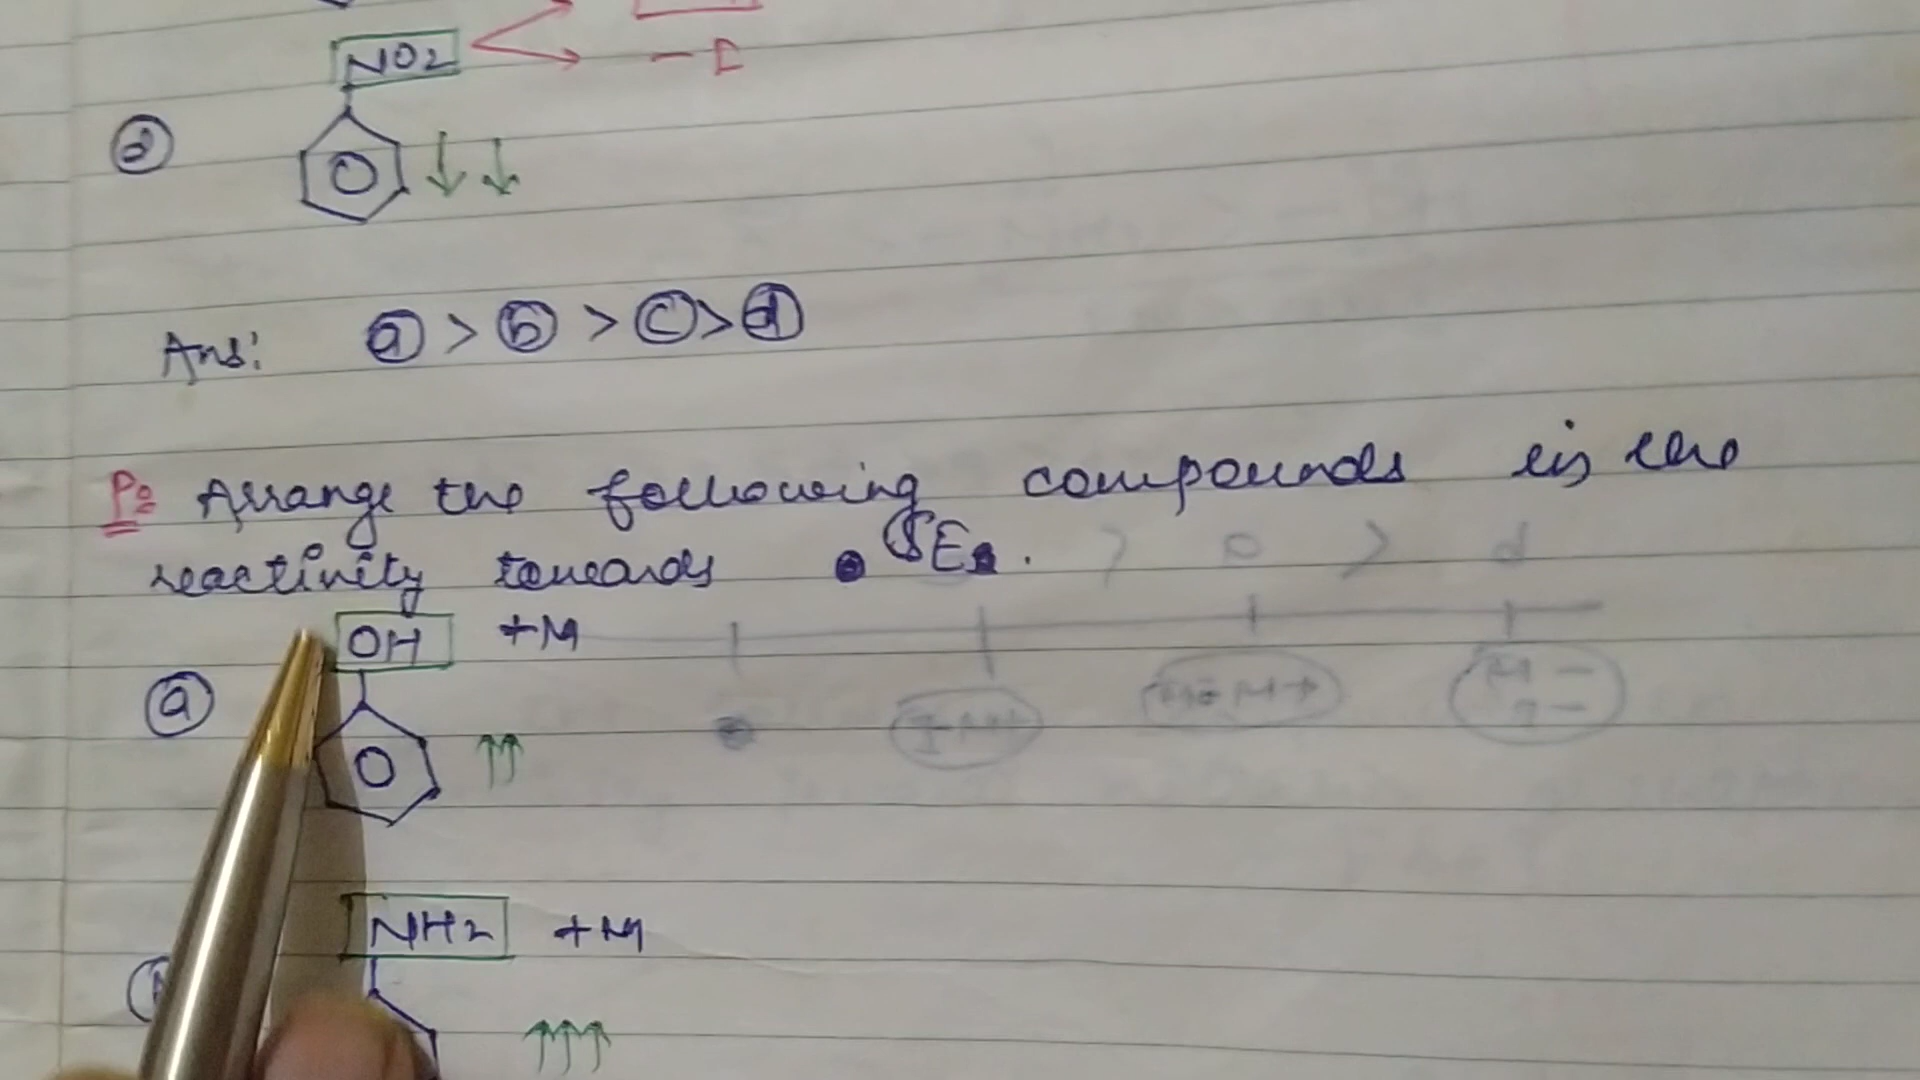 NO2
- I
d
Ans: a > b > c > d
P: Arrange the following compounds in the
reactivity towards SE.
OH +M
a
NH2 +M